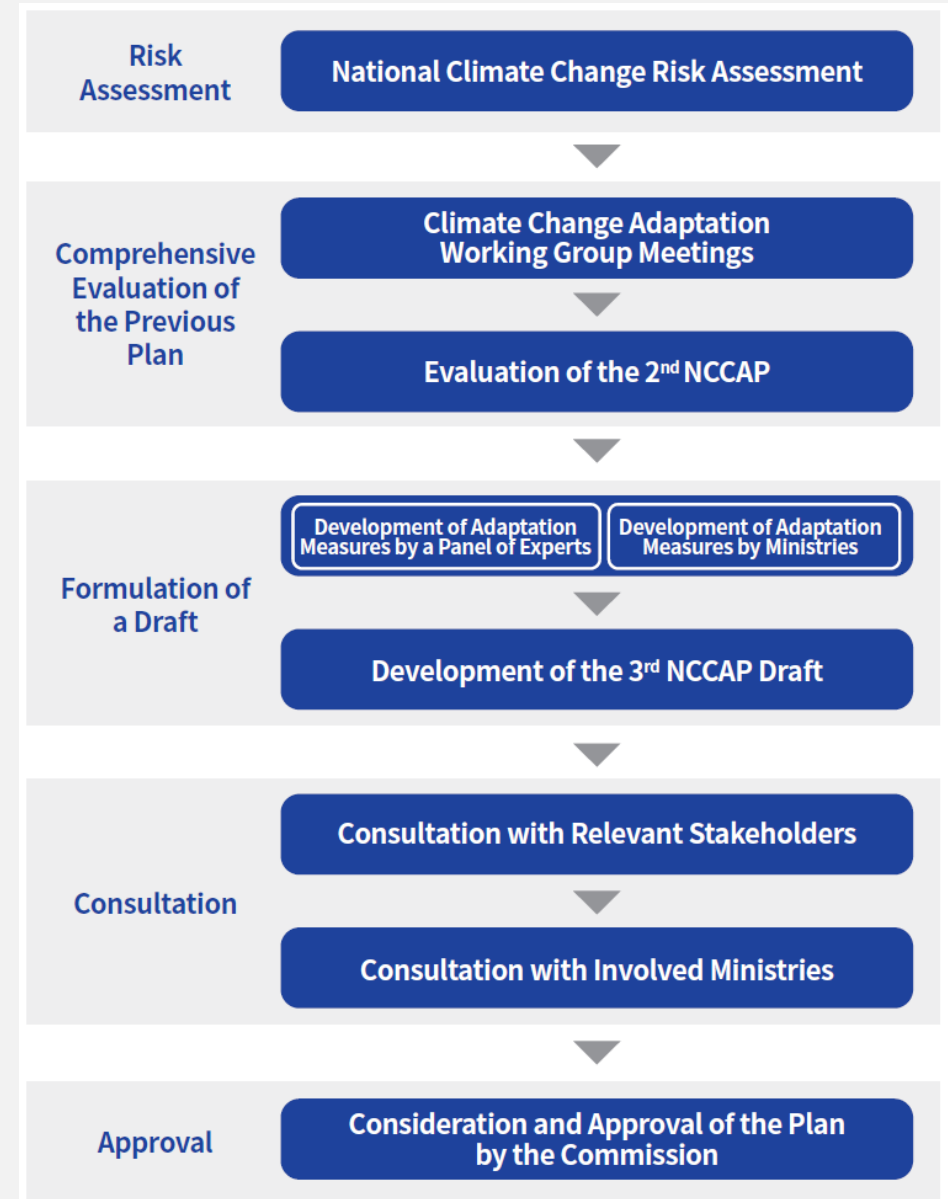 Risk
Assessment
National Climate Change Risk Assessment
Comprehensive
Evaluation of
the Previous
Plan
Climate Change Adaptation
Working Group Meetings
Evaluation of the 2nd NCCAP
Formulation of
a Draft
Development of Adaptation
Measures by a Panel of Experts
Development of Adaptation
Measures by Ministries
Development of the 3rd NCCAP Draft
Consultation
Consultation with Relevant Stakeholders
Consultation with Involved Ministries
Approval
Consideration and Approval of the Plan
by the Commission